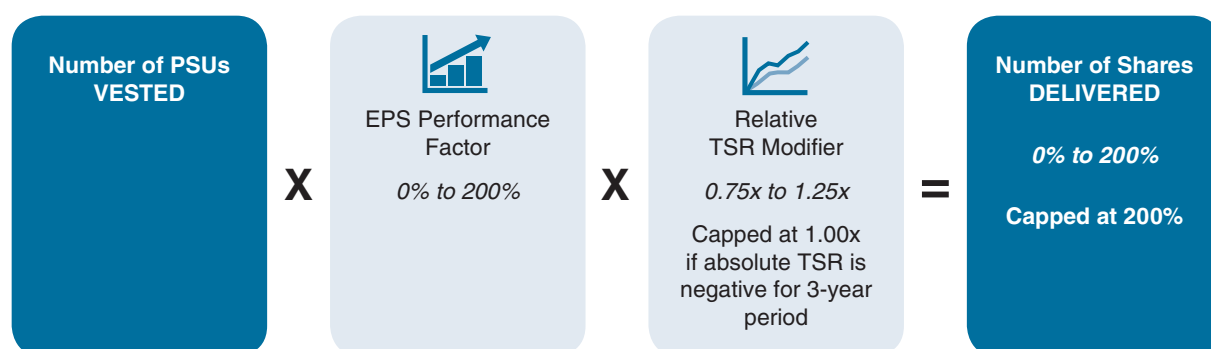 Number of PSUs
VESTED
X
EPS Performance
Factor
0% to 200%
X
Relative
TSR Modifier
0.75x to 1.25x
Capped at 1.00x
if absolute TSR is
negative for 3-year
period
=
Number of Shares
DELIVERED
0% to 200%
Capped at 200%